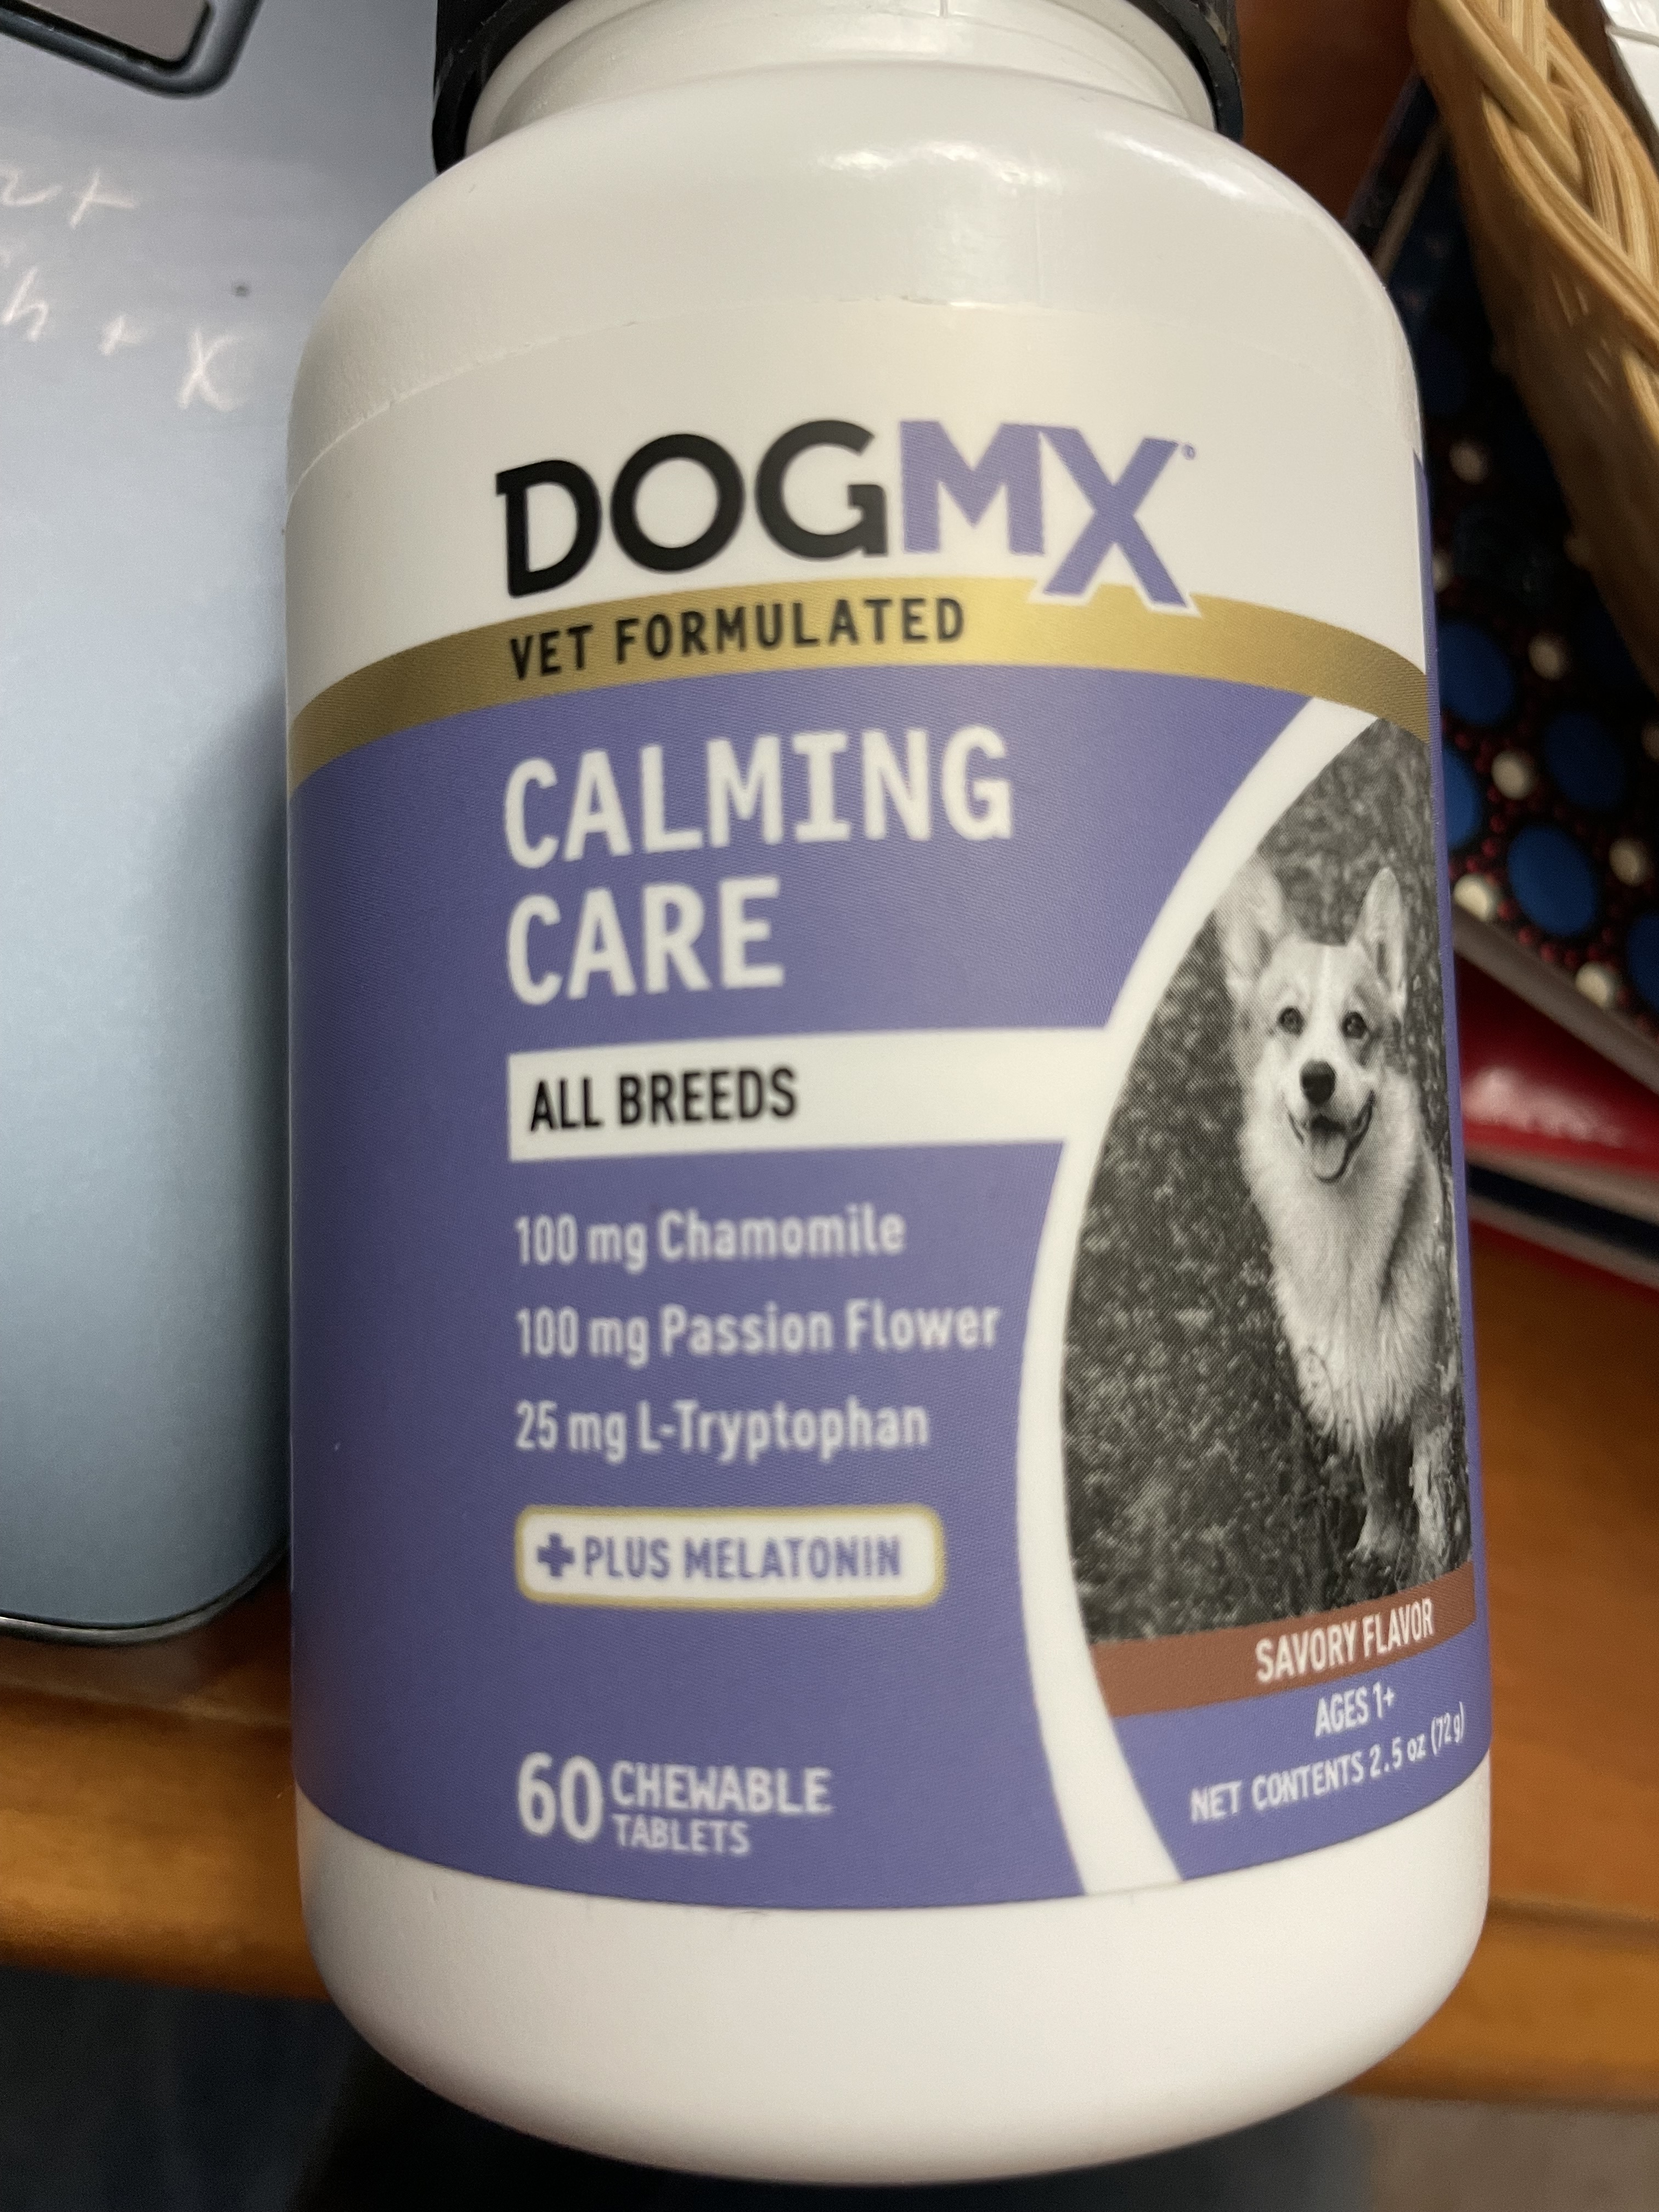 DOGMX
VET FORMULATED
CALMING
CARE
ALL BREEDS
100 mg Chamomile
100 mg Passion Flower
25 mg L-Tryptophan
+ PLUS MELATONIN
SAVORY FLAVOR
AGES 1+
NET CONTENTS 2.5 oz (72 g)
60 CHEWABLE
TABLETS